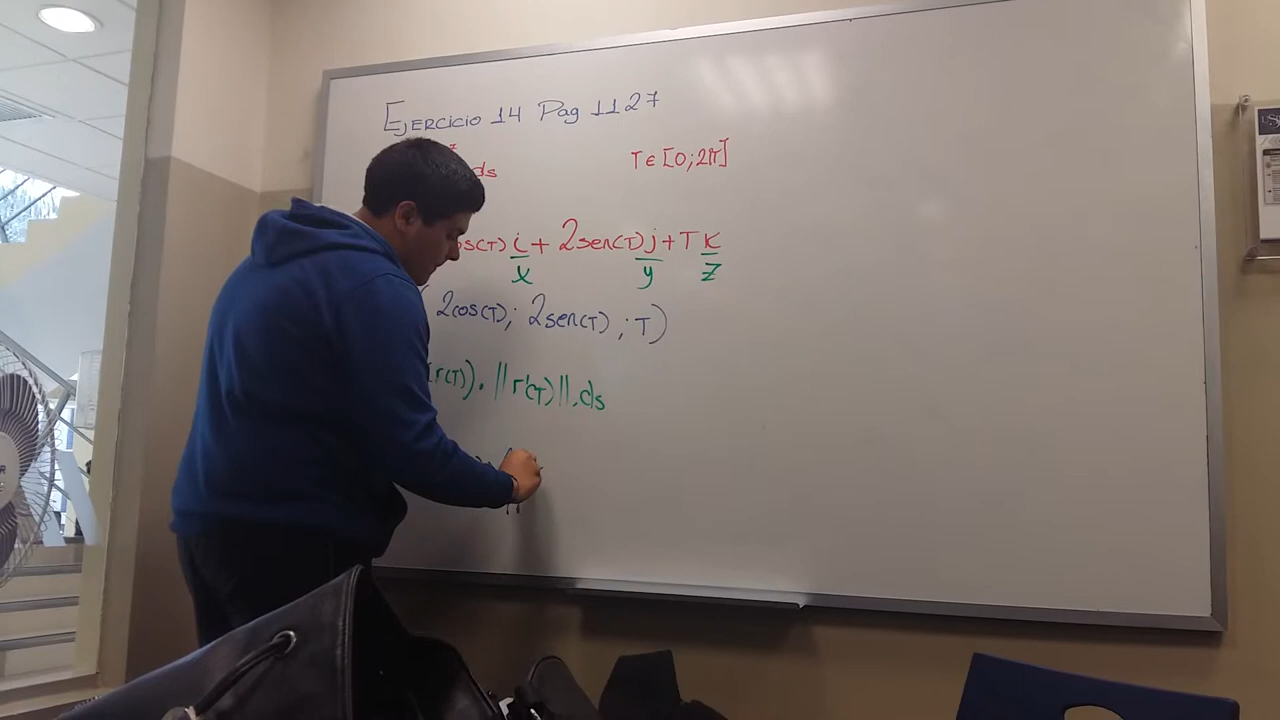 Ejercicio 14 Pag 1127
z ds T ∈ [0;2π]
os(T) i + 2sen(T) j + T k
x y z
(2cos(T); 2sen(T); T)
(r(T)). ||r'(T)||.ds